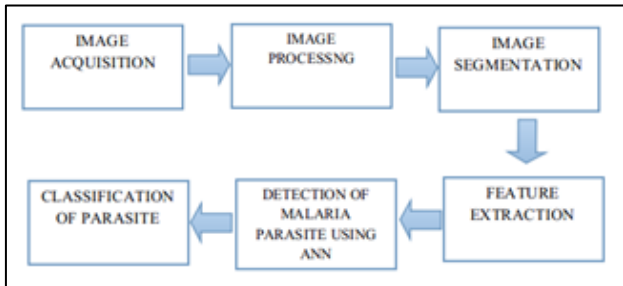 IMAGE
ACQUISITION
IMAGE
PROCESSNG
IMAGE
SEGMENTATION
FEATURE
EXTRACTION
DETECTION OF
MALARIA
PARASITE USING
ANN
CLASSIFICATION
OF PARASITE